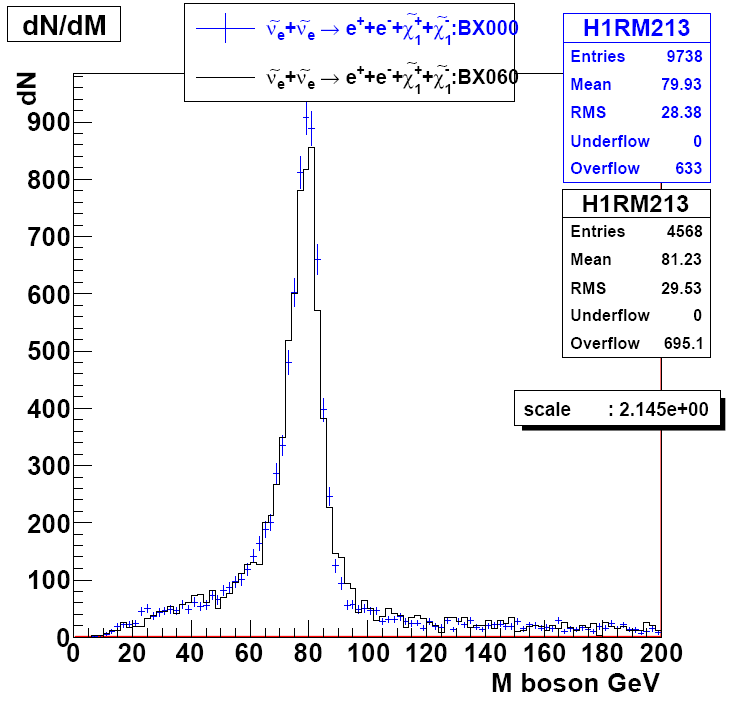 dN/dM
ν̃e+ν̃e → e⁺+e⁻+χ̃₁⁺+χ̃₁⁻:BX000
ν̃e+ν̃e → e⁺+e⁻+χ̃₁⁺+χ̃₁⁻:BX060
H1RM213
Entries 9738
Mean 79.93
RMS 28.38
Underflow 0
Overflow 633
H1RM213
Entries 4568
Mean 81.23
RMS 29.53
Underflow 0
Overflow 695.1
scale : 2.145e+00
dN
900
800
700
600
500
400
300
200
100
0
0 20 40 60 80 100 120 140 160 180 200
M boson GeV